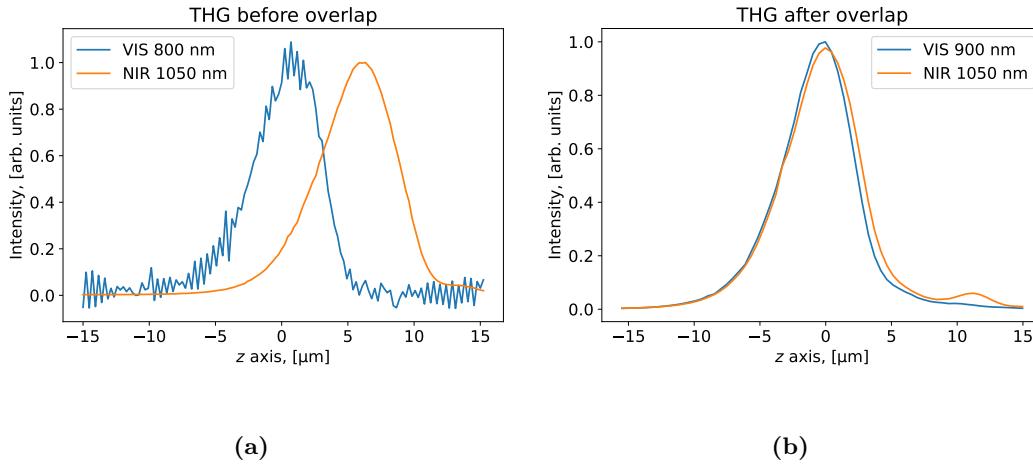 THG before overlap
VIS 800 nm
NIR 1050 nm
Intensity, [arb. units]
1.0
0.8
0.6
0.4
0.2
0.0
−15 −10 −5 0 5 10 15
z axis, [μm]
(a)
THG after overlap
VIS 900 nm
NIR 1050 nm
Intensity, [arb. units]
1.0
0.8
0.6
0.4
0.2
0.0
−15 −10 −5 0 5 10 15
z axis, [μm]
(b)